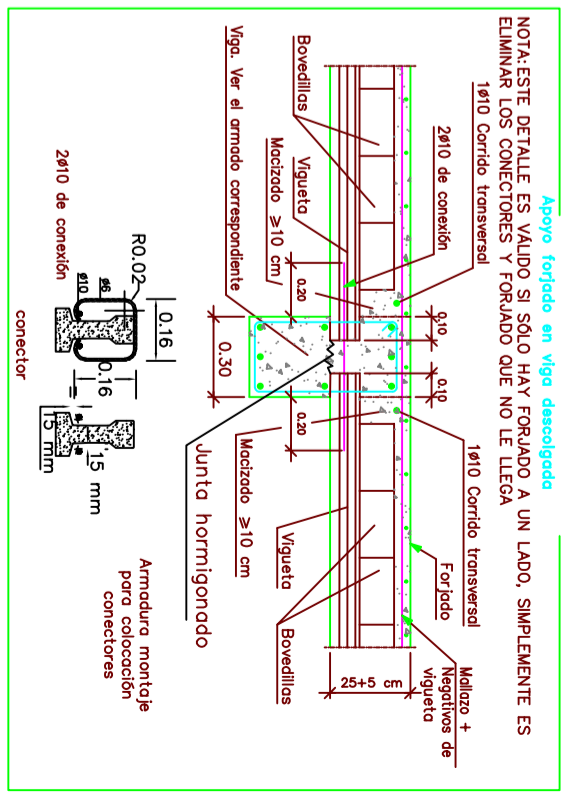 Apoyo forjado en viga descolgada
NOTA: ESTE DETALLE ES VÁLIDO SI SÓLO HAY FORJADO A UN LADO, SIMPLEMENTE ES
ELIMINAR LOS CONECTORES Y FORJADO QUE NO LE LLEGA
1ø10 Corrido transversal
1ø10 Corrido transversal
2ø10 de conexión
Forjado
Mallazo +
Negativos de
vigueta
Bovedillas
Vigueta
Macizado ≥10 cm
Viga. Ver el armado correspondiente
0.20
0.10
0.10
0.30
0.20
25+5 cm
Macizado ≥10 cm
Vigueta
Bovedillas
Junta hormigonado
R0.02
0.16
0.16
ø6
ø10
2ø10 de conexión
15 mm
15 mm
conector
Armadura montaje
para colocación
conectores